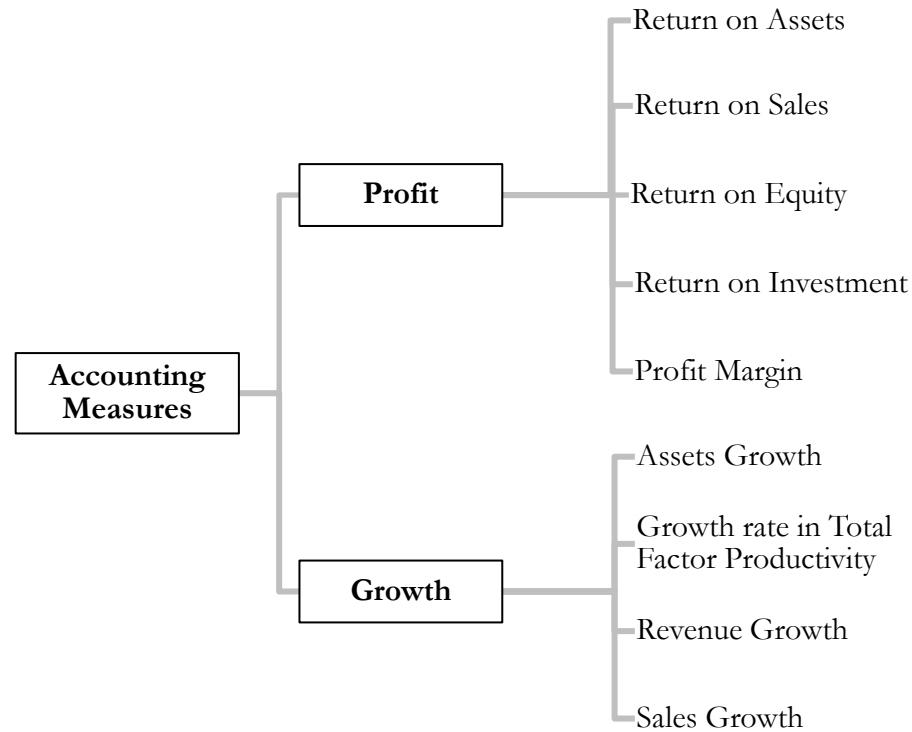 Return on Assets
Return on Sales
Profit
Return on Equity
Return on Investment
Accounting
Measures
Profit Margin
Assets Growth
Growth rate in Total
Factor Productivity
Growth
Revenue Growth
Sales Growth